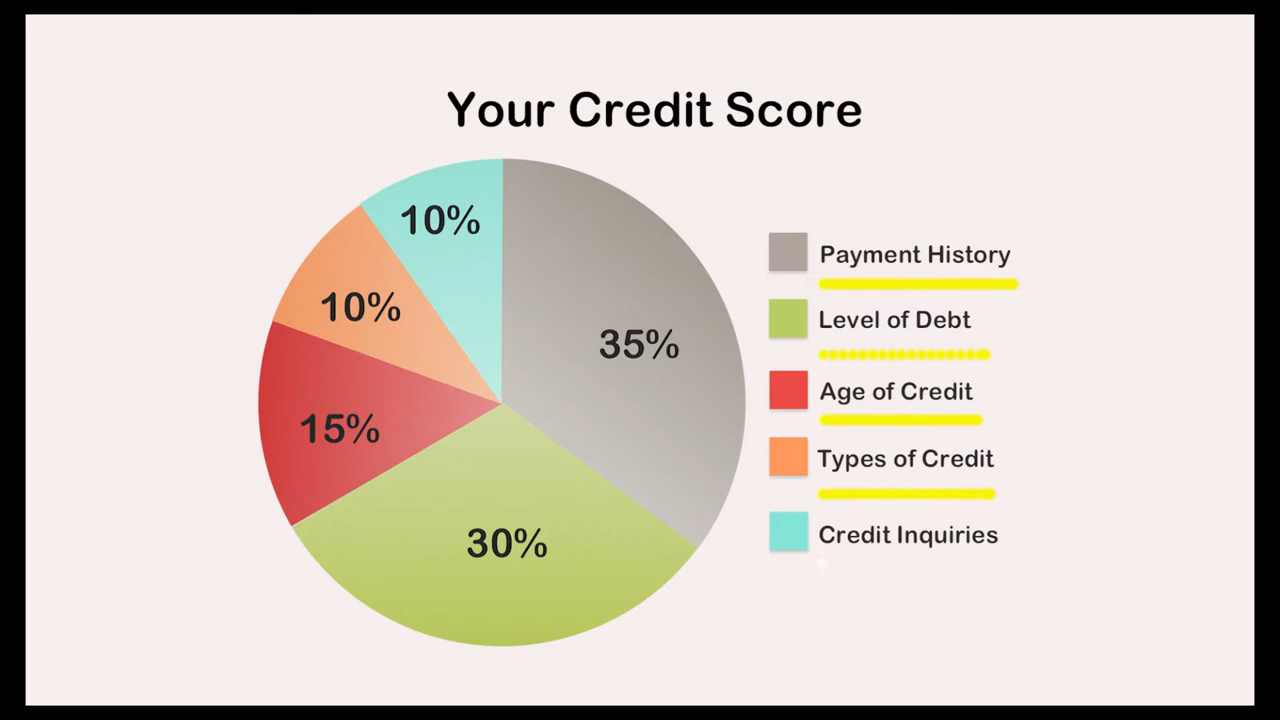 Your Credit Score
10%
10%
35%
15%
30%
Payment History
Level of Debt
Age of Credit
Types of Credit
Credit Inquiries